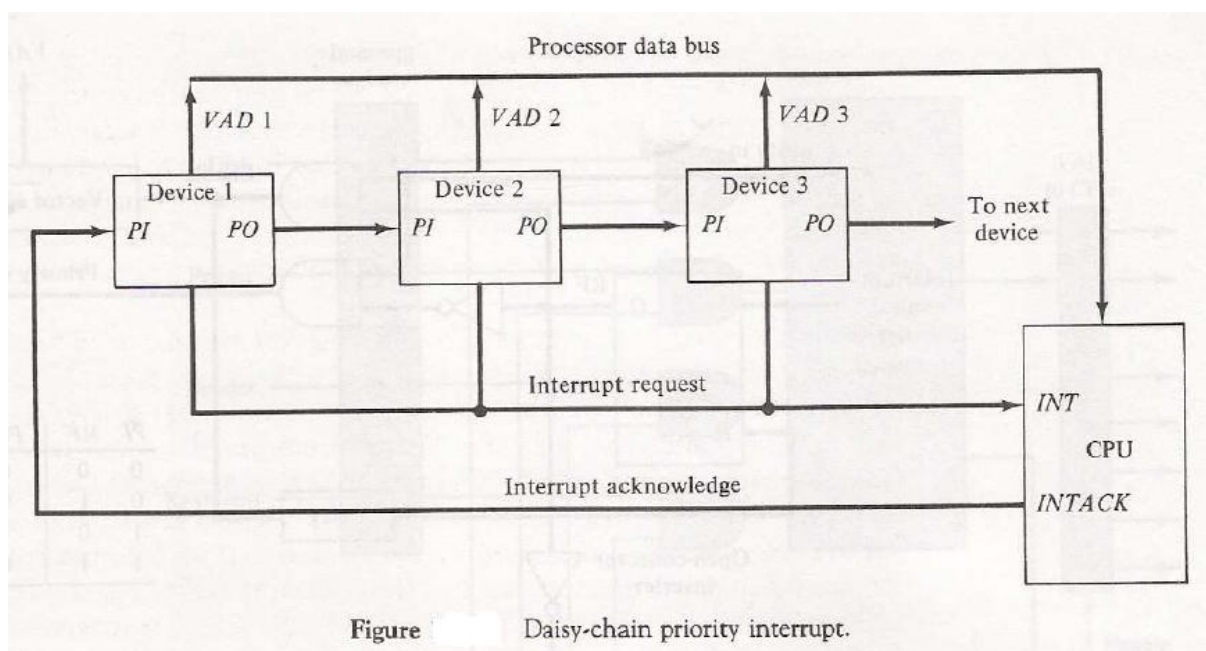 Processor data bus
VAD 1
VAD 2
VAD 3
Device 1
Device 2
Device 3
PI PO
PI PO
PI PO
To next
device
Interrupt request
INT
CPU
Interrupt acknowledge
INTACK
Figure Daisy-chain priority interrupt.